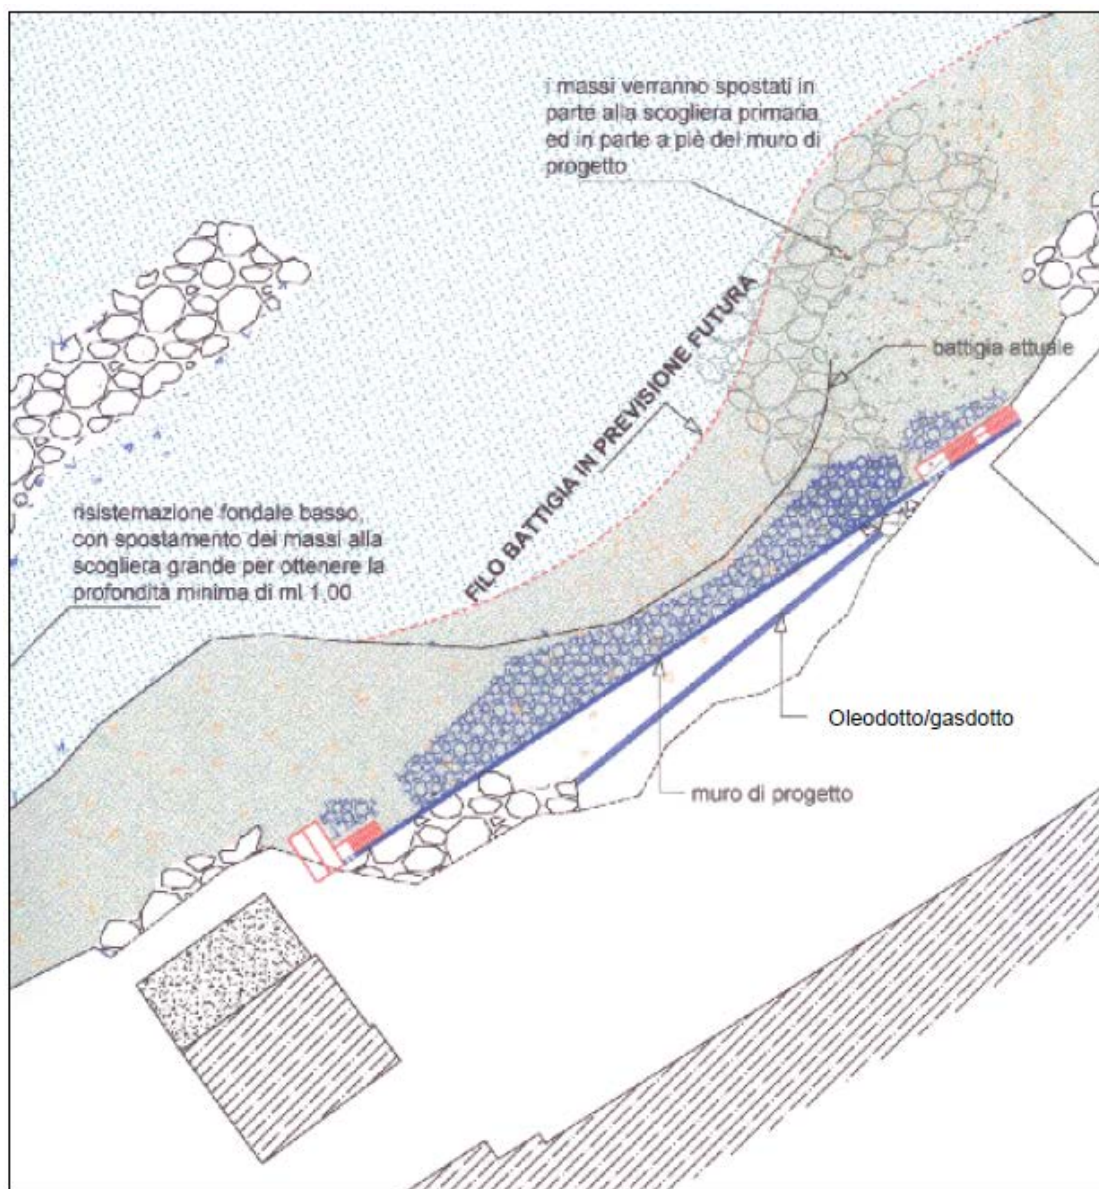 i massi verranno spostati in
parte alla scogliera primaria
ed in parte a piè del muro di
progetto
FILO BATTIGIA IN PREVISIONE FUTURA
battigia attuale
risistemazione fondale basso,
con spostamento dei massi alla
scogliera grande per ottenere la
profondità minima di ml 1,00
Oleodotto/gasdotto
muro di progetto